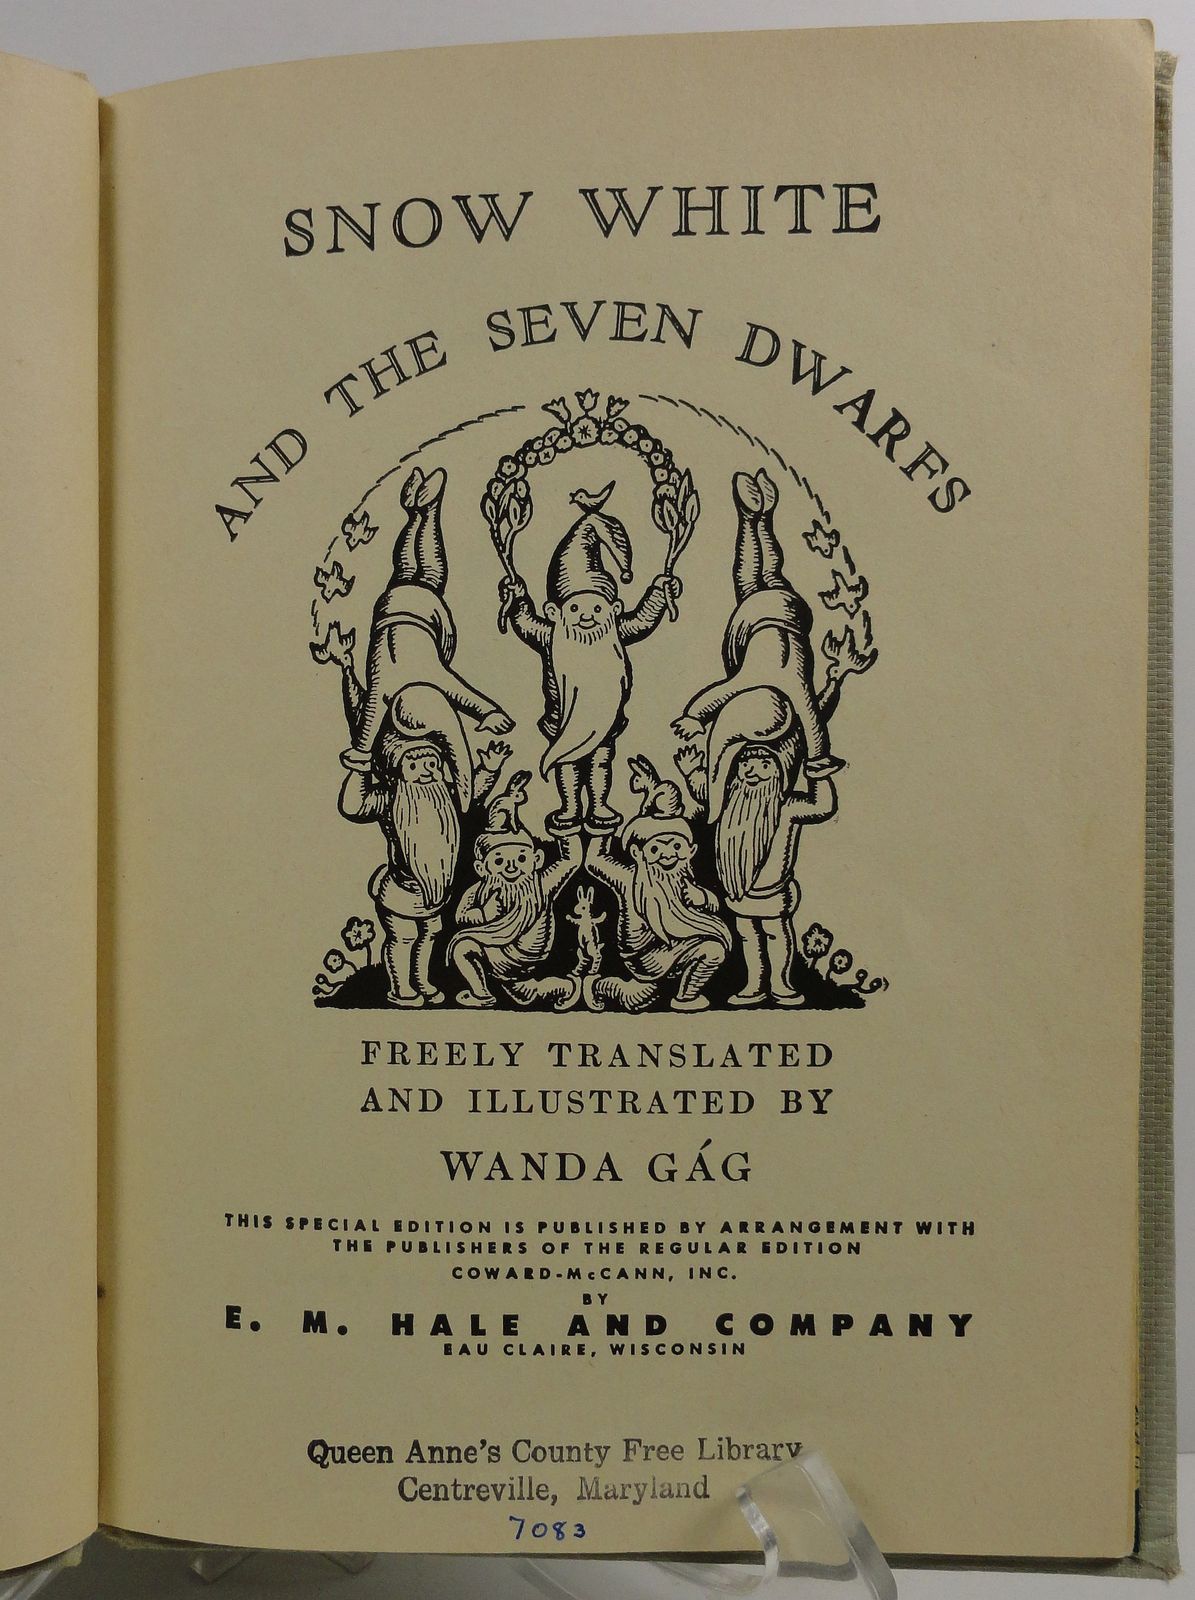 SNOW WHITE
AND THE SEVEN DWARFS
FREELY TRANSLATED
AND ILLUSTRATED BY
WANDA GÁG
THIS SPECIAL EDITION IS PUBLISHED BY ARRANGEMENT WITH
THE PUBLISHERS OF THE REGULAR EDITION
COWARD-McCANN, INC.
BY
E. M. HALE AND COMPANY
EAU CLAIRE, WISCONSIN
Queen Anne's County Free Library
Centreville, Maryland
7083